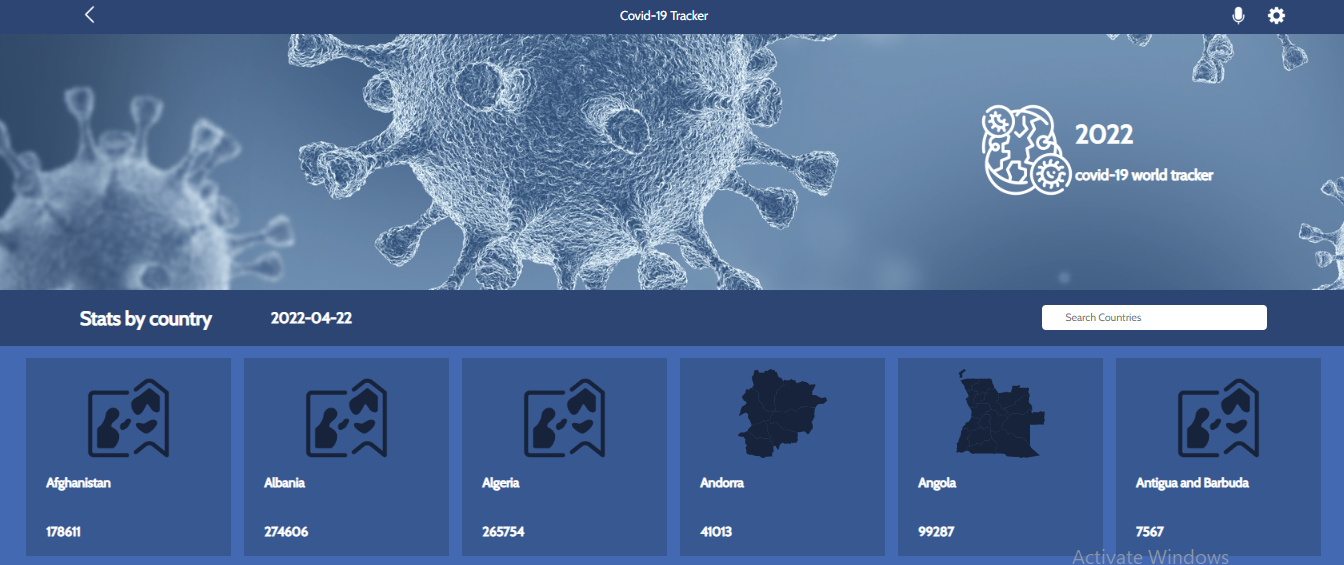 Covid-19 Tracker
2022
covid-19 world tracker
Stats by country
2022-04-22
Search Countries
Afghanistan
178611
Albania
274606
Algeria
265754
Andorra
41013
Angola
99287
Antigua and Barbuda
7567
Activate Windows